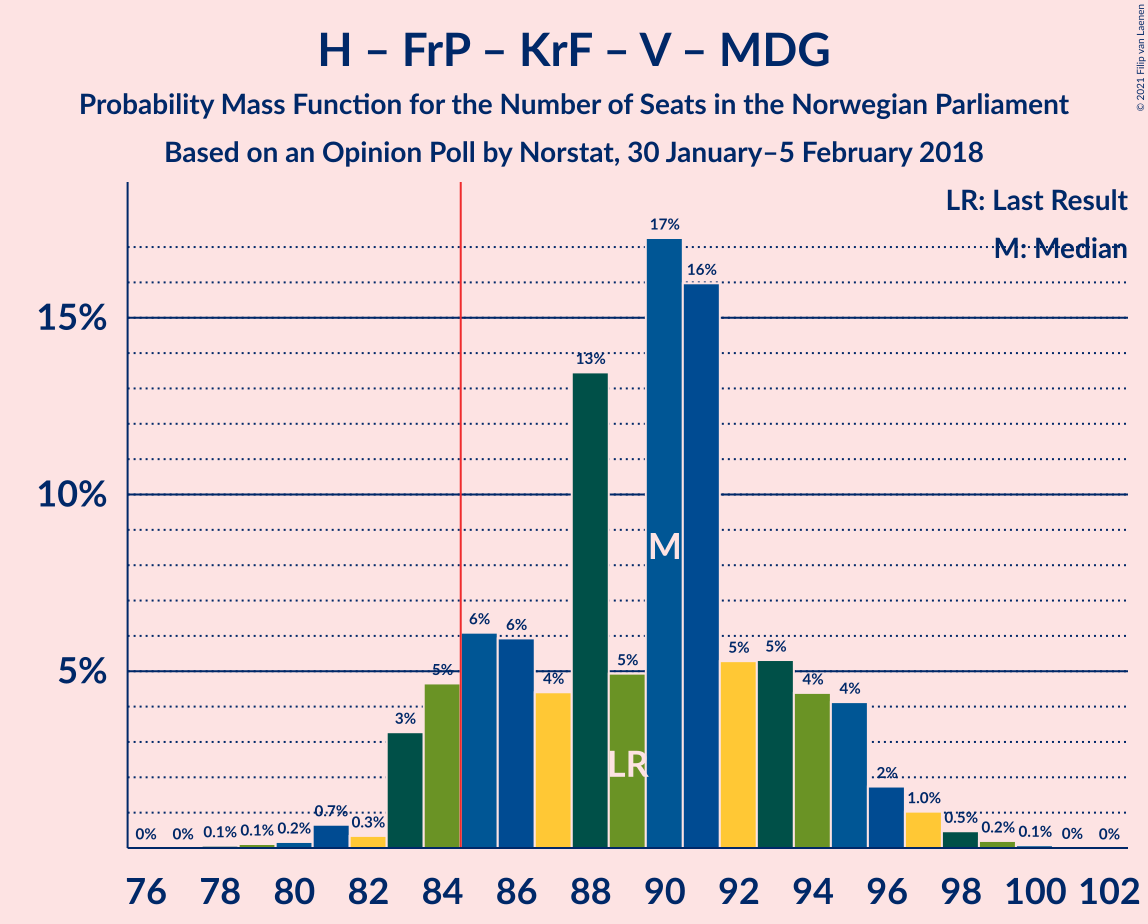 H – FrP – KrF – V – MDG
Probability Mass Function for the Number of Seats in the Norwegian Parliament
Based on an Opinion Poll by Norstat, 30 January–5 February 2018
© 2021 Filip van Laenen
LR: Last Result
M: Median
15%
10%
5%
0% 0% 0.1% 0.1% 0.2% 0.7% 0.3% 3% 5% 6% 6% 4% 13% 5% 17% 16% 5% 5% 4% 4% 2% 1.0% 0.5% 0.2% 0.1% 0% 0%
M
LR
76 78 80 82 84 86 88 90 92 94 96 98 100 102